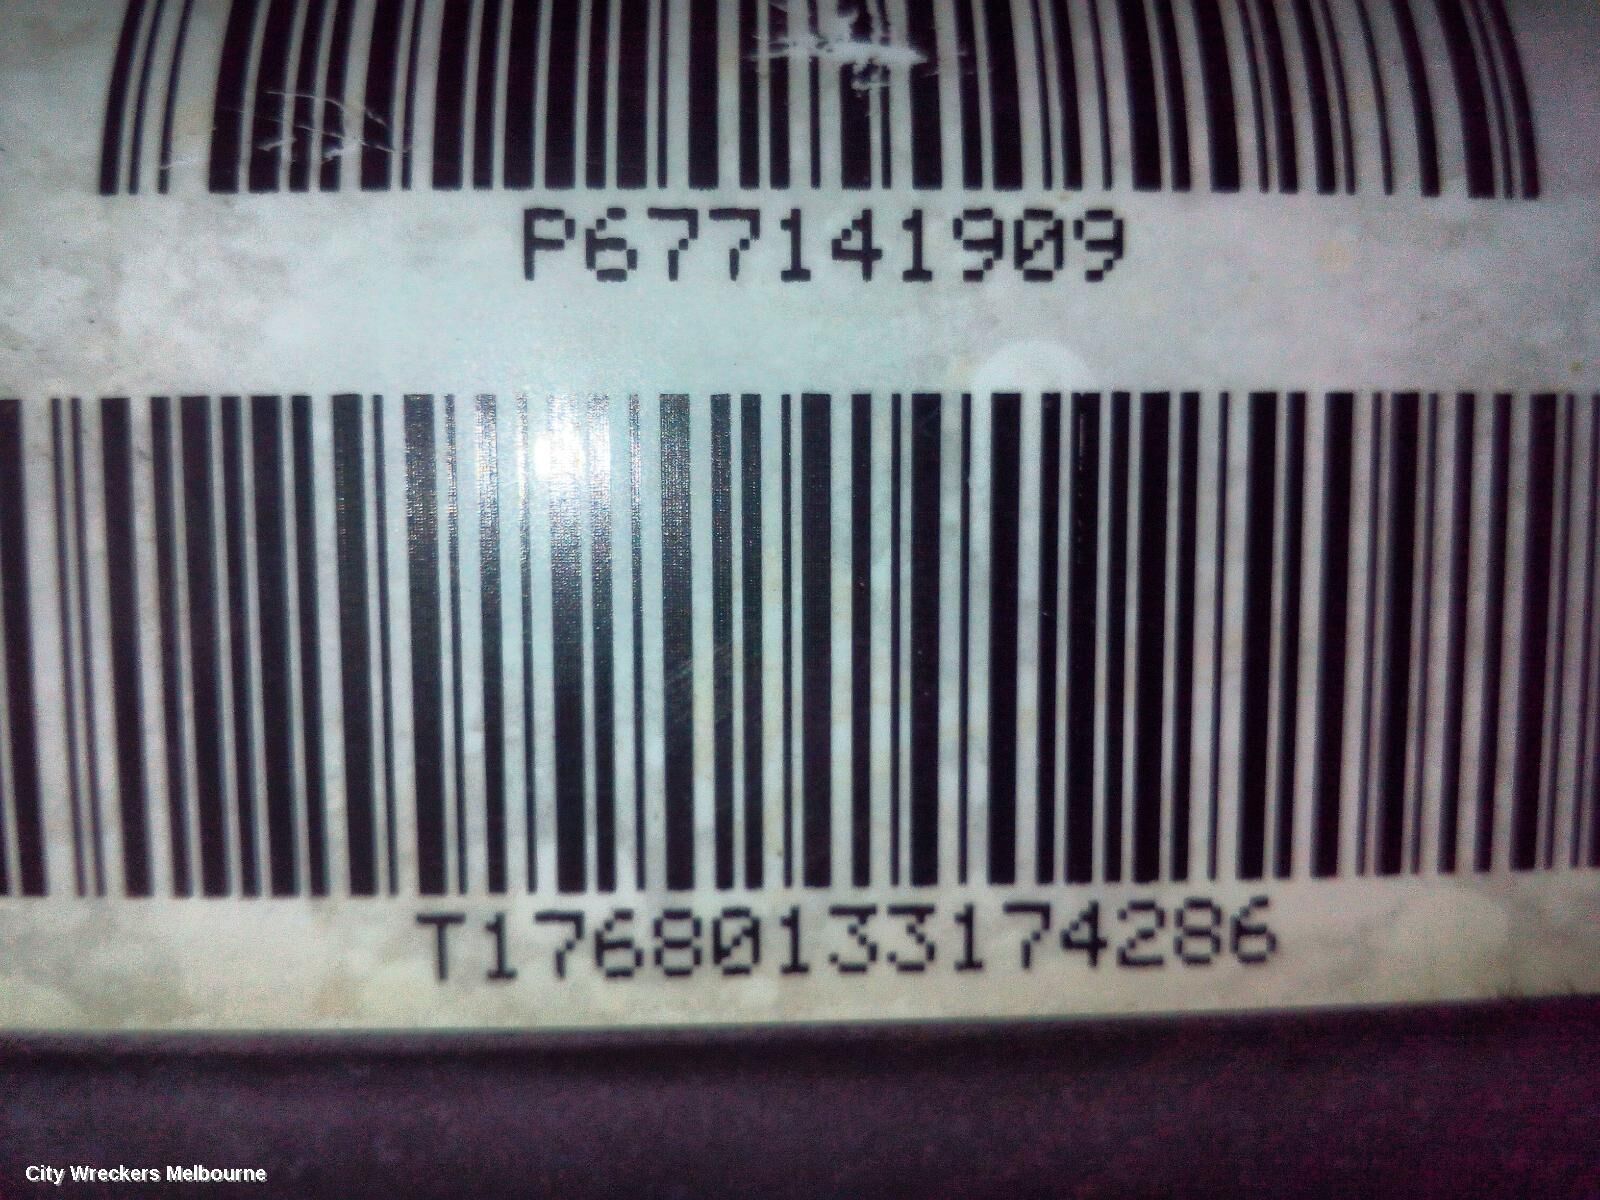 P677141909
T17680133174286
City Wreckers Melbourne